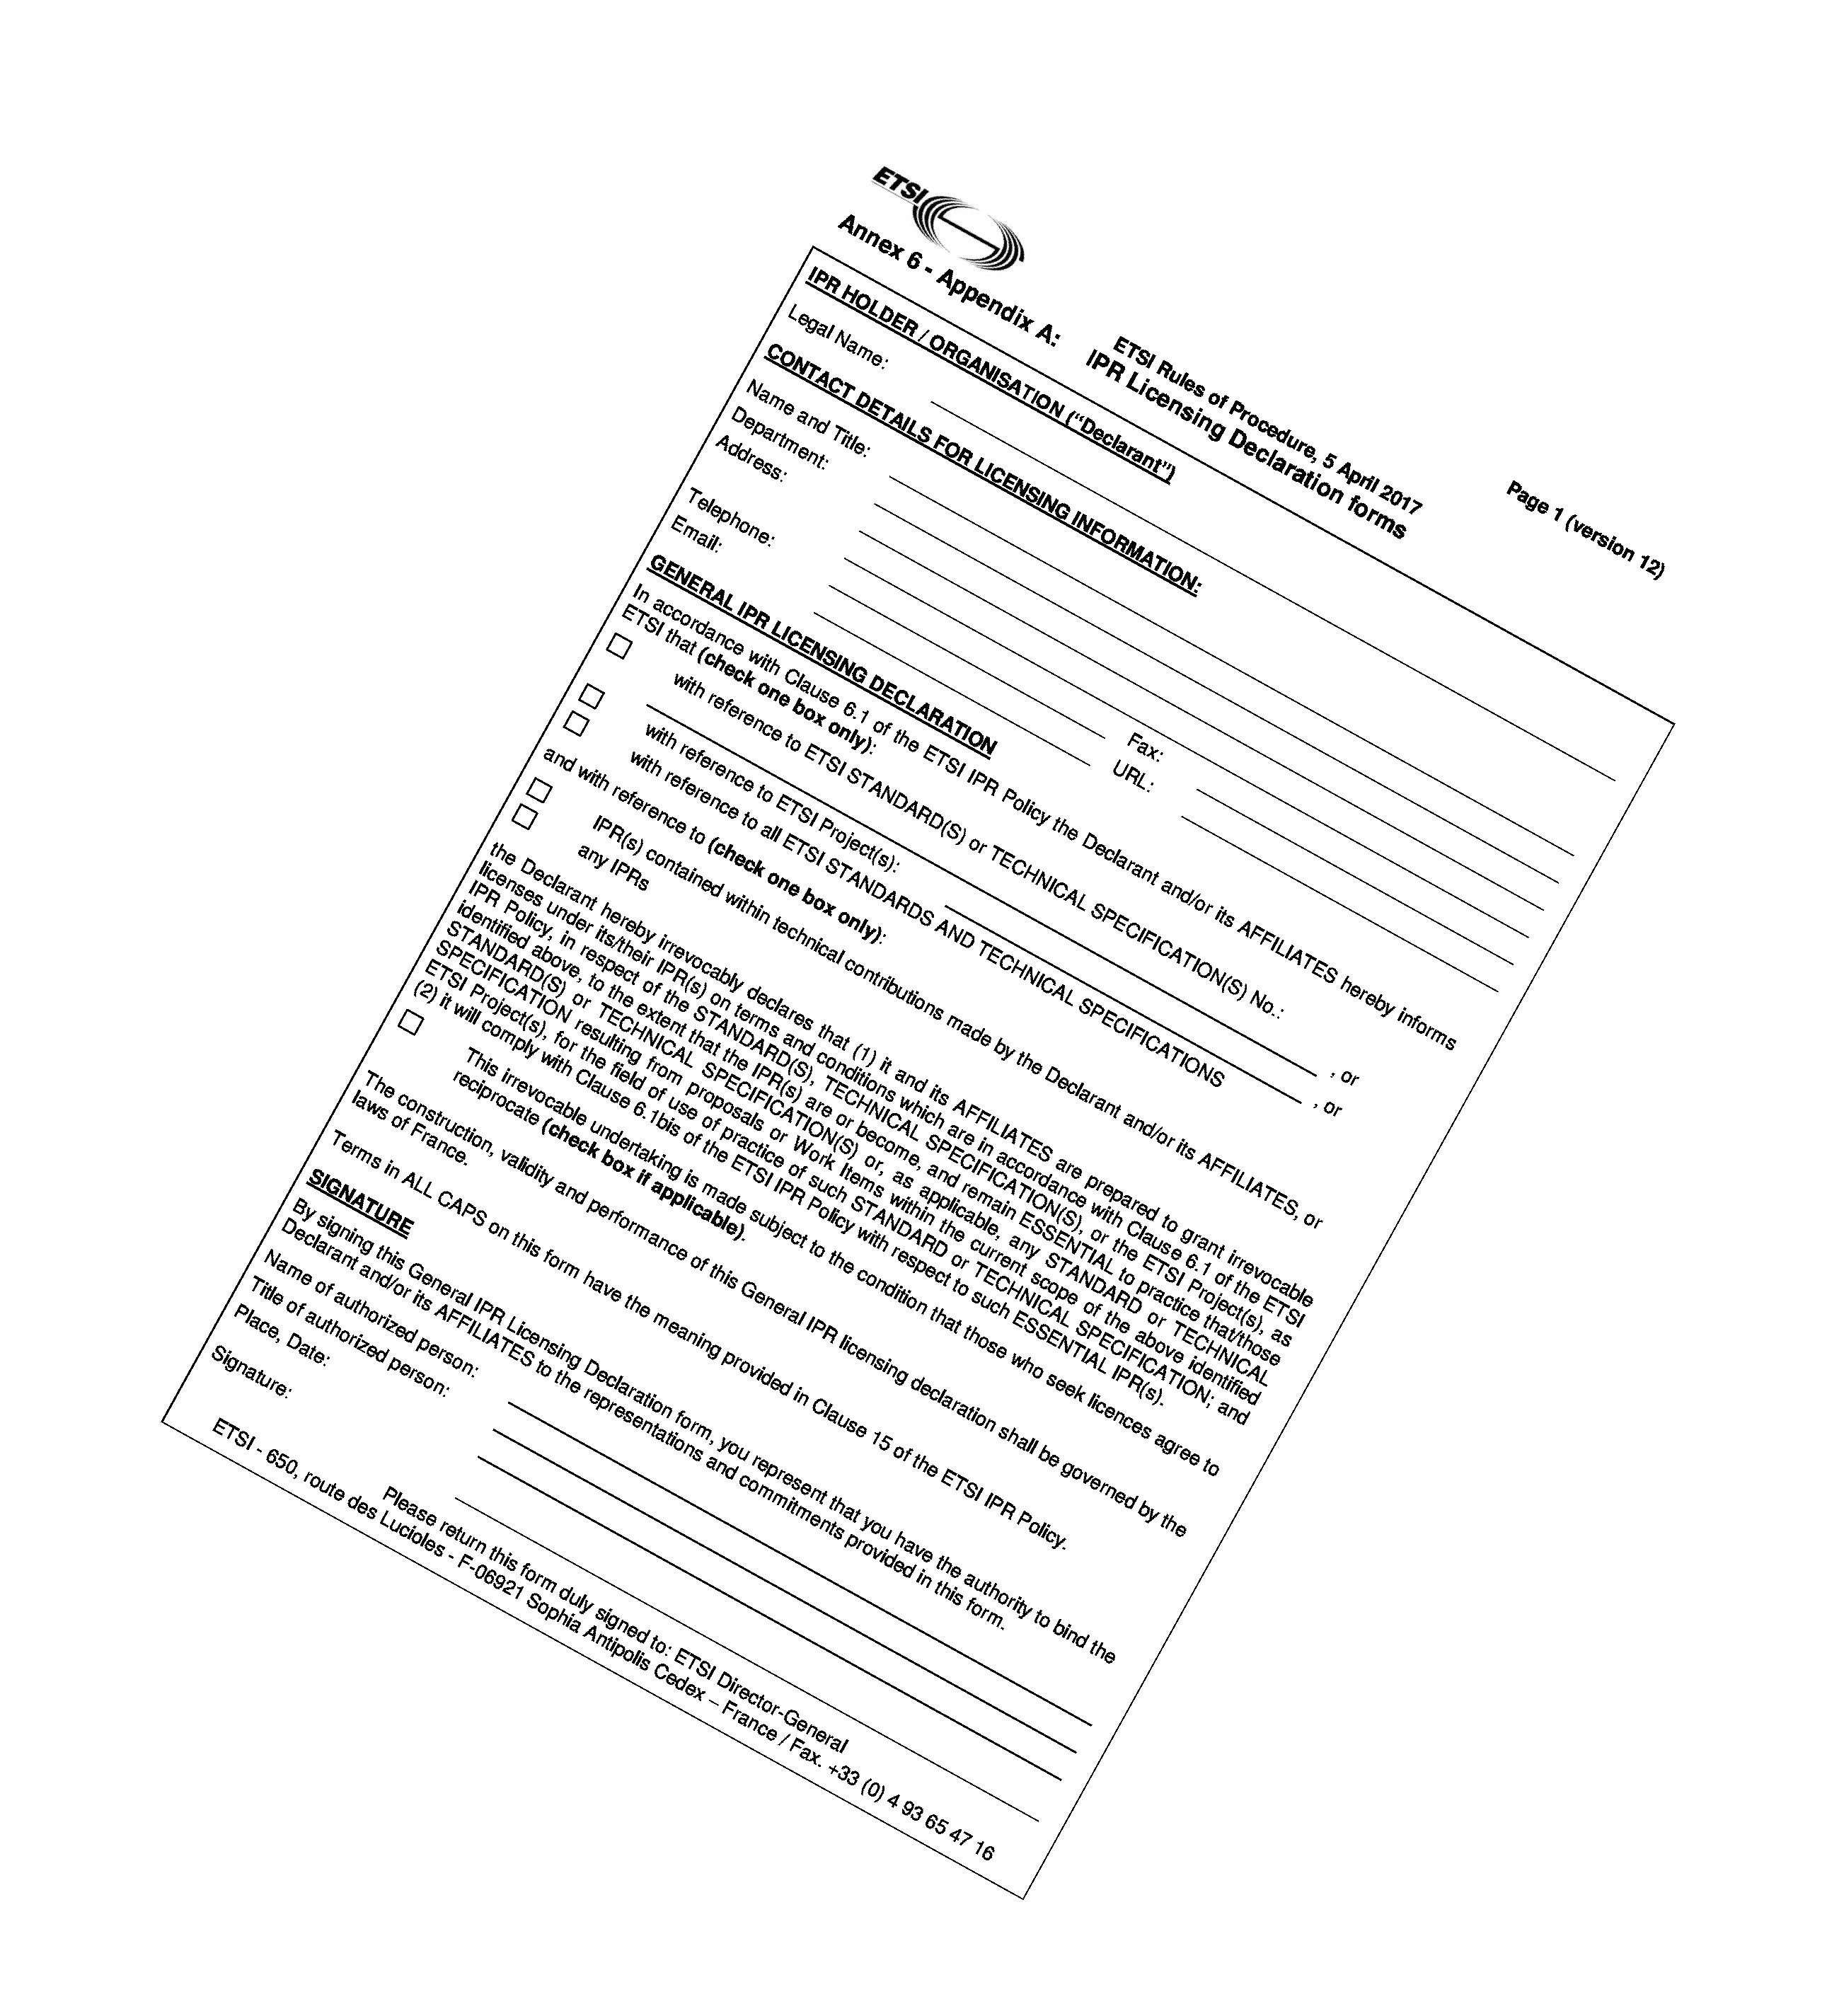 ETSI
ETSI Rules of Procedure, 5 April 2017
Page 1 (version 12)
Annex 6 - Appendix A: IPR Licensing Declaration forms
IPR HOLDER / ORGANISATION (“Declarant”)
Legal Name:
CONTACT DETAILS FOR LICENSING INFORMATION:
Name and Title:
Department:
Address:
Telephone: Fax:
Email: URL:
GENERAL IPR LICENSING DECLARATION
In accordance with Clause 6.1 of the ETSI IPR Policy the Declarant and/or its AFFILIATES hereby informs
ETSI that (check one box only):
with reference to ETSI STANDARD(S) or TECHNICAL SPECIFICATION(S) No.:
, or
with reference to ETSI Project(s): , or
with reference to all ETSI STANDARDS AND TECHNICAL SPECIFICATIONS
and with reference to (check one box only):
IPR(s) contained within technical contributions made by the Declarant and/or its AFFILIATES, or
any IPRs
the Declarant hereby irrevocably declares that (1) it and its AFFILIATES are prepared to grant irrevocable
licenses under its/their IPR(s) on terms and conditions which are in accordance with Clause 6.1 of the ETSI
IPR Policy, in respect of the STANDARD(S), TECHNICAL SPECIFICATION(S), or the ETSI Project(s), as
identified above, to the extent that the IPR(s) are or become, and remain ESSENTIAL to practice that/those
STANDARD(S) or TECHNICAL SPECIFICATION(S) or, as applicable, any STANDARD or TECHNICAL
SPECIFICATION resulting from proposals or Work Items within the current scope of the above identified
ETSI Project(s), for the field of use of practice of such STANDARD or TECHNICAL SPECIFICATION; and
(2) it will comply with Clause 6.1bis of the ETSI IPR Policy with respect to such ESSENTIAL IPR(s).
This irrevocable undertaking is made subject to the condition that those who seek licences agree to
reciprocate (check box if applicable).
The construction, validity and performance of this General IPR licensing declaration shall be governed by the
laws of France.
Terms in ALL CAPS on this form have the meaning provided in Clause 15 of the ETSI IPR Policy.
SIGNATURE
By signing this General IPR Licensing Declaration form, you represent that you have the authority to bind the
Declarant and/or its AFFILIATES to the representations and commitments provided in this form.
Name of authorized person:
Title of authorized person:
Place, Date:
Signature:
Please return this form duly signed to: ETSI Director-General
ETSI - 650, route des Lucioles - F-06921 Sophia Antipolis Cedex – France / Fax. +33 (0) 4 93 65 47 16